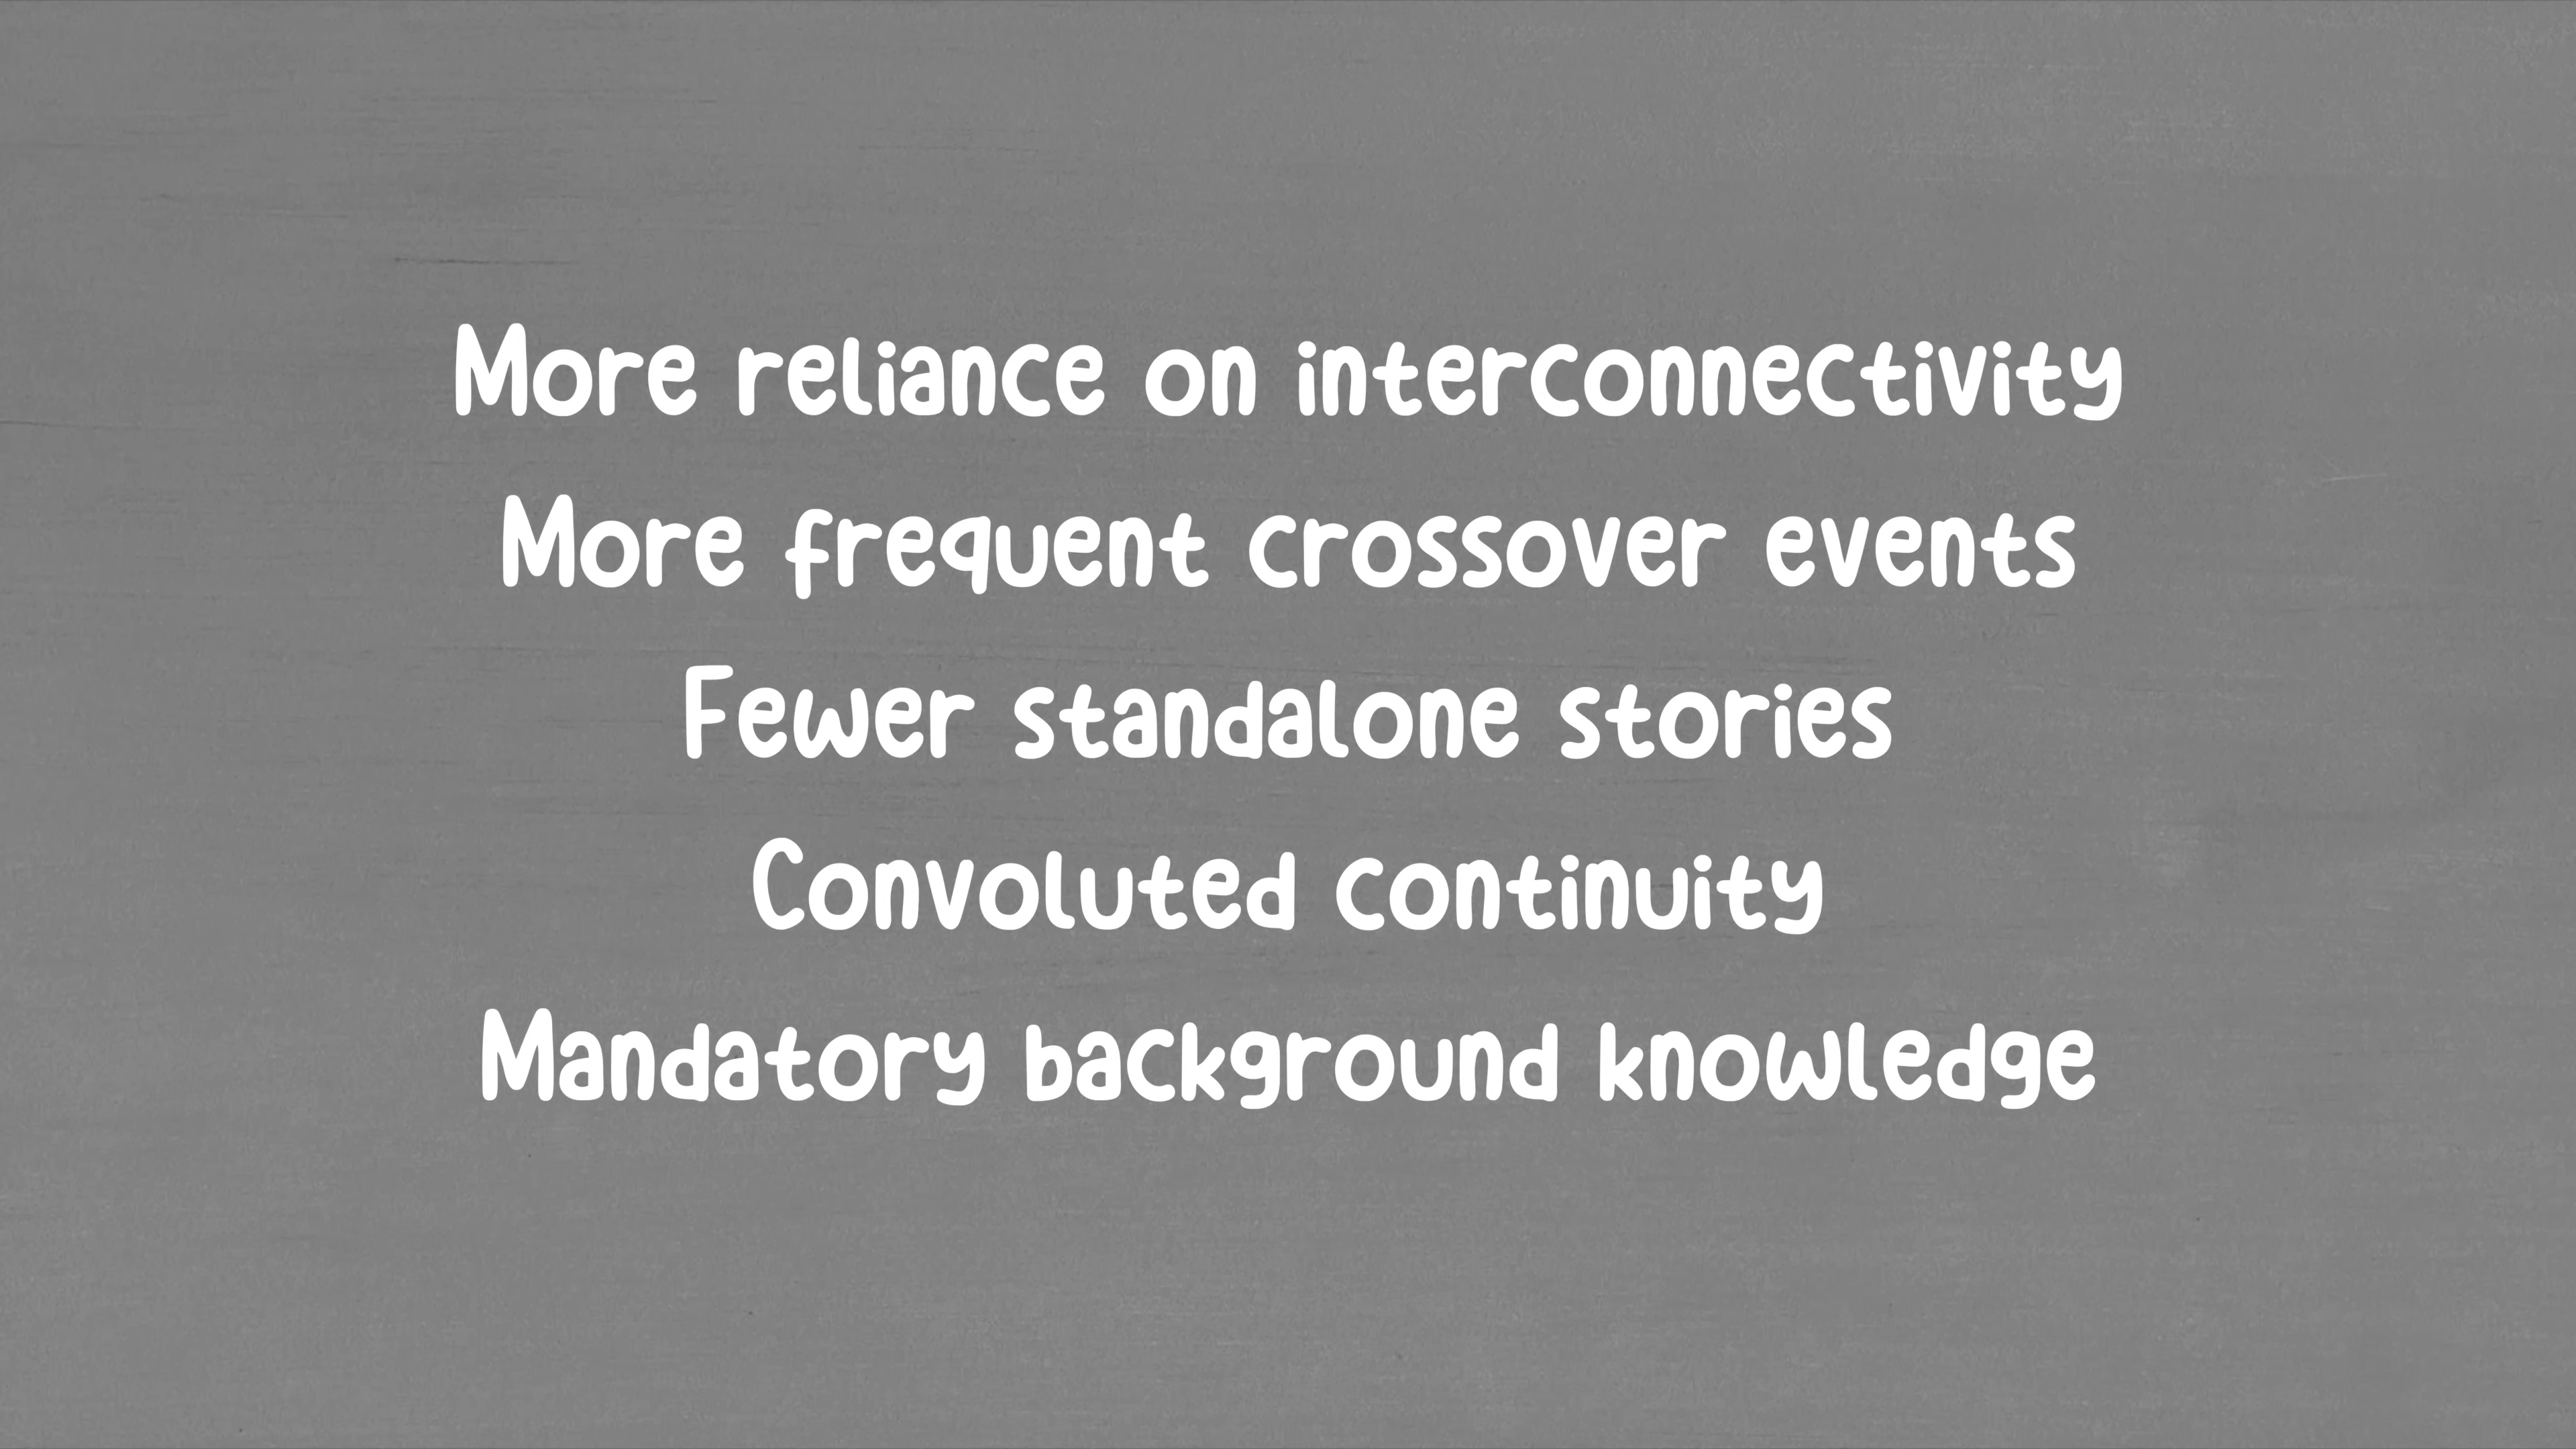 More reliance on interconnectivity
More frequent crossover events
Fewer standalone stories
Convoluted continuity
Mandatory background knowledge